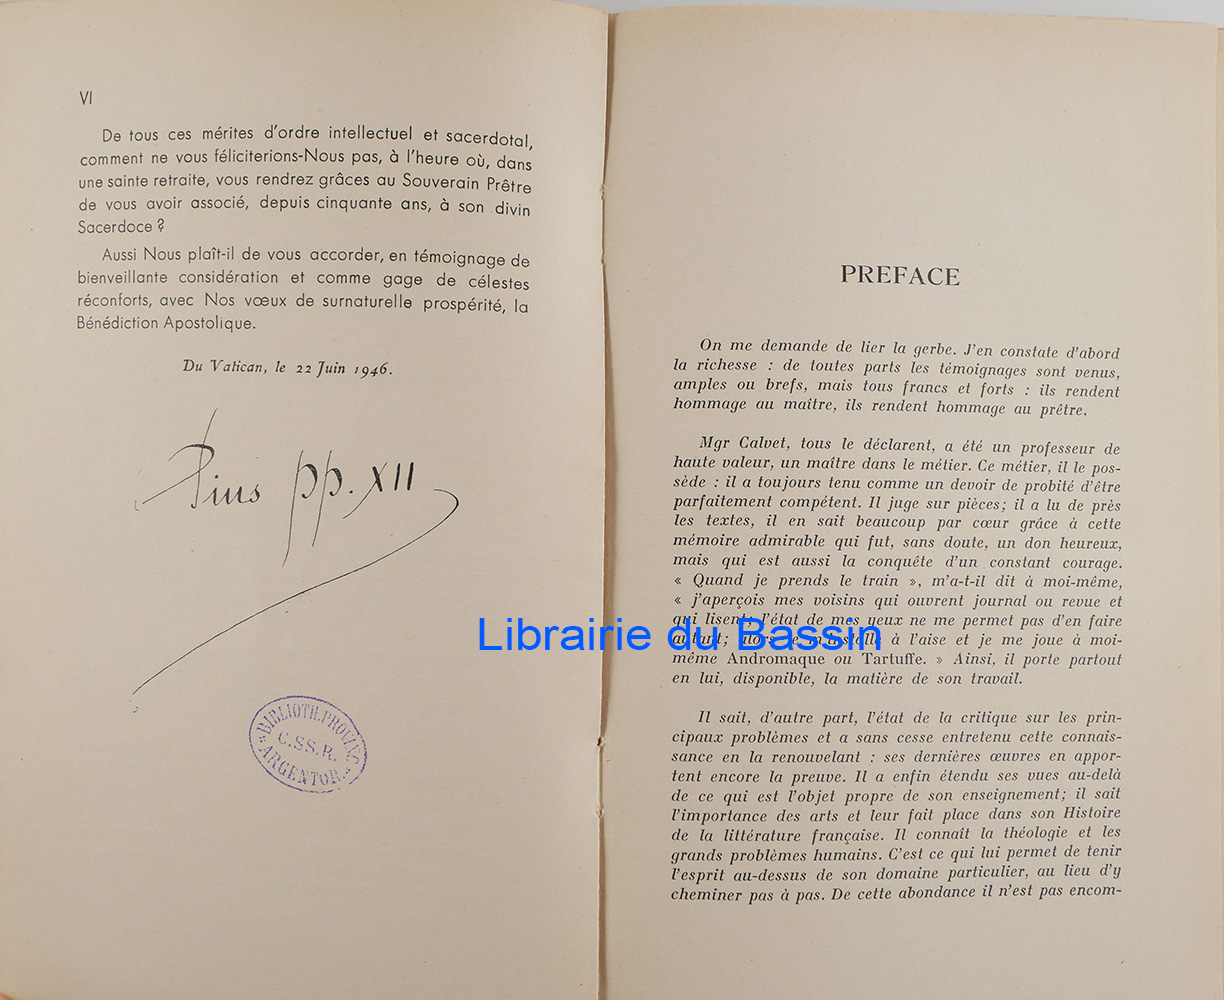 VI
De tous ces mérites d'ordre intellectuel et sacerdotal,
comment ne vous féliciterions-Nous pas, à l'heure où, dans
une sainte retraite, vous rendrez grâces au Souverain Prêtre
de vous avoir associé, depuis cinquante ans, à son divin
Sacerdoce ?
Aussi Nous plaît-il de vous accorder, en témoignage de
bienveillante considération et comme gage de célestes
réconforts, avec Nos vœux de surnaturelle prospérité, la
Bénédiction Apostolique.
Du Vatican, le 22 Juin 1946.
Pius pp. XII
BIBLIOTH. PROVINC.
C.SS.R.
ARGENTOR.
PREFACE
On me demande de lier la gerbe. J'en constate d'abord
la richesse : de toutes parts les témoignages sont venus,
amples ou brefs, mais tous francs et forts : ils rendent
hommage au maître, ils rendent hommage au prêtre.
Mgr Calvet, tous le déclarent, a été un professeur de
haute valeur, un maître dans le métier. Ce métier, il le pos-
sède : il a toujours tenu comme un devoir de probité d'être
parfaitement compétent. Il juge sur pièces; il a lu de près
les textes, il en sait beaucoup par cœur grâce à cette
mémoire admirable qui fut, sans doute, un don heureux,
mais qui est aussi la conquête d'un constant courage.
« Quand je prends le train », m'a-t-il dit à moi-même,
« j'aperçois mes voisins qui ouvrent journal ou revue et
qui lisent; l'état de mes yeux ne me permet pas d'en faire
autant; alors je m'installe à l'aise et je me joue à moi-
même Andromaque ou Tartuffe. » Ainsi, il porte partout
en lui, disponible, la matière de son travail.
Il sait, d'autre part, l'état de la critique sur les prin-
cipaux problèmes et a sans cesse entretenu cette connais-
sance en la renouvelant : ses dernières œuvres en appor-
tent encore la preuve. Il a enfin étendu ses vues au-delà
de ce qui est l'objet propre de son enseignement; il sait
l'importance des arts et leur fait place dans son Histoire
de la littérature française. Il connaît la théologie et les
grands problèmes humains. C'est ce qui lui permet de tenir
l'esprit au-dessus de son domaine particulier, au lieu d'y
cheminer pas à pas. De cette abondance il n'est pas encom-
Librairie du Bassin